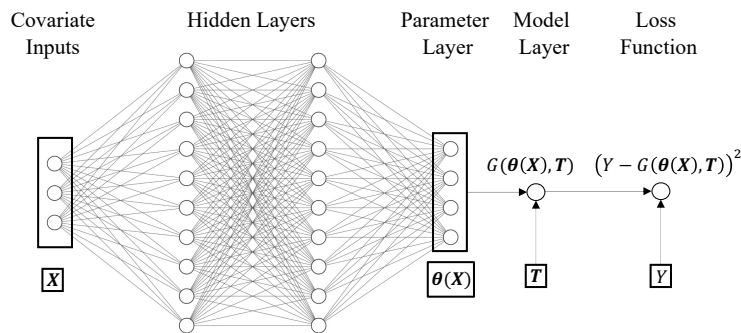 Covariate Inputs
Hidden Layers
Parameter Layer
Model Layer
Loss Function
G(θ(X), T)
(Y − G(θ(X), T))²
X
θ(X)
T
Y